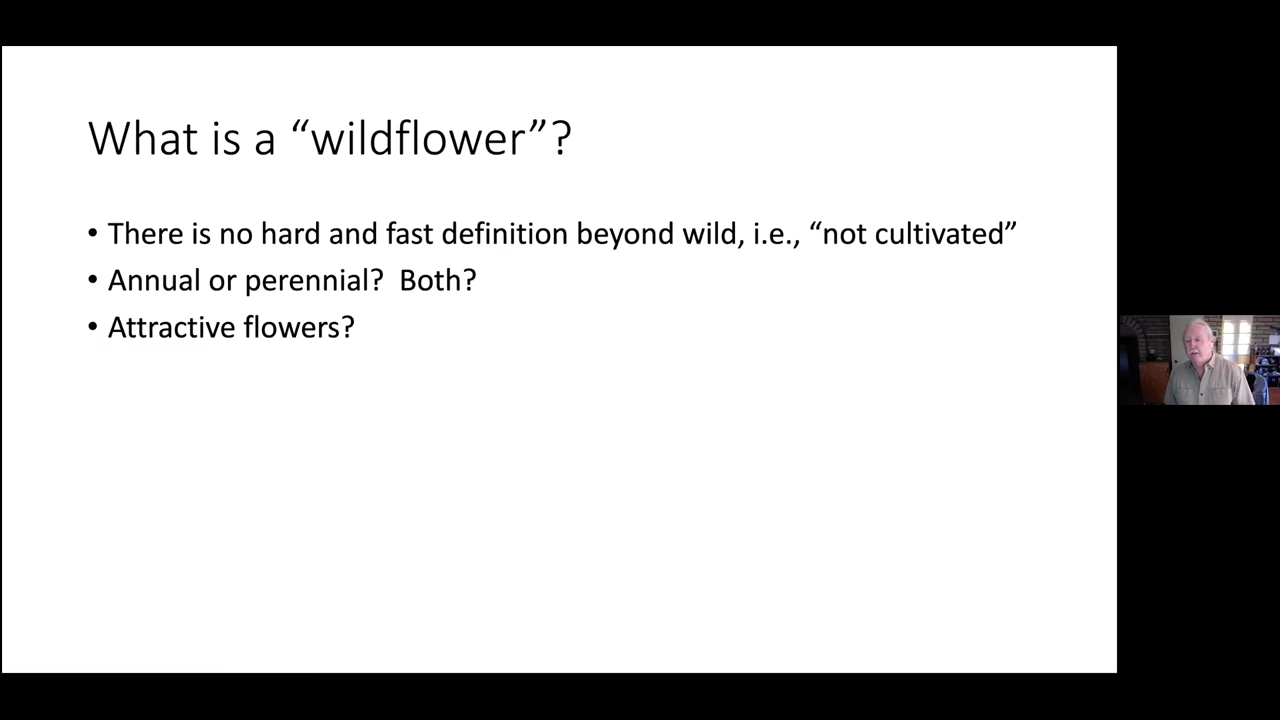 What is a “wildflower”?
• There is no hard and fast definition beyond wild, i.e., “not cultivated”
• Annual or perennial?  Both?
• Attractive flowers?